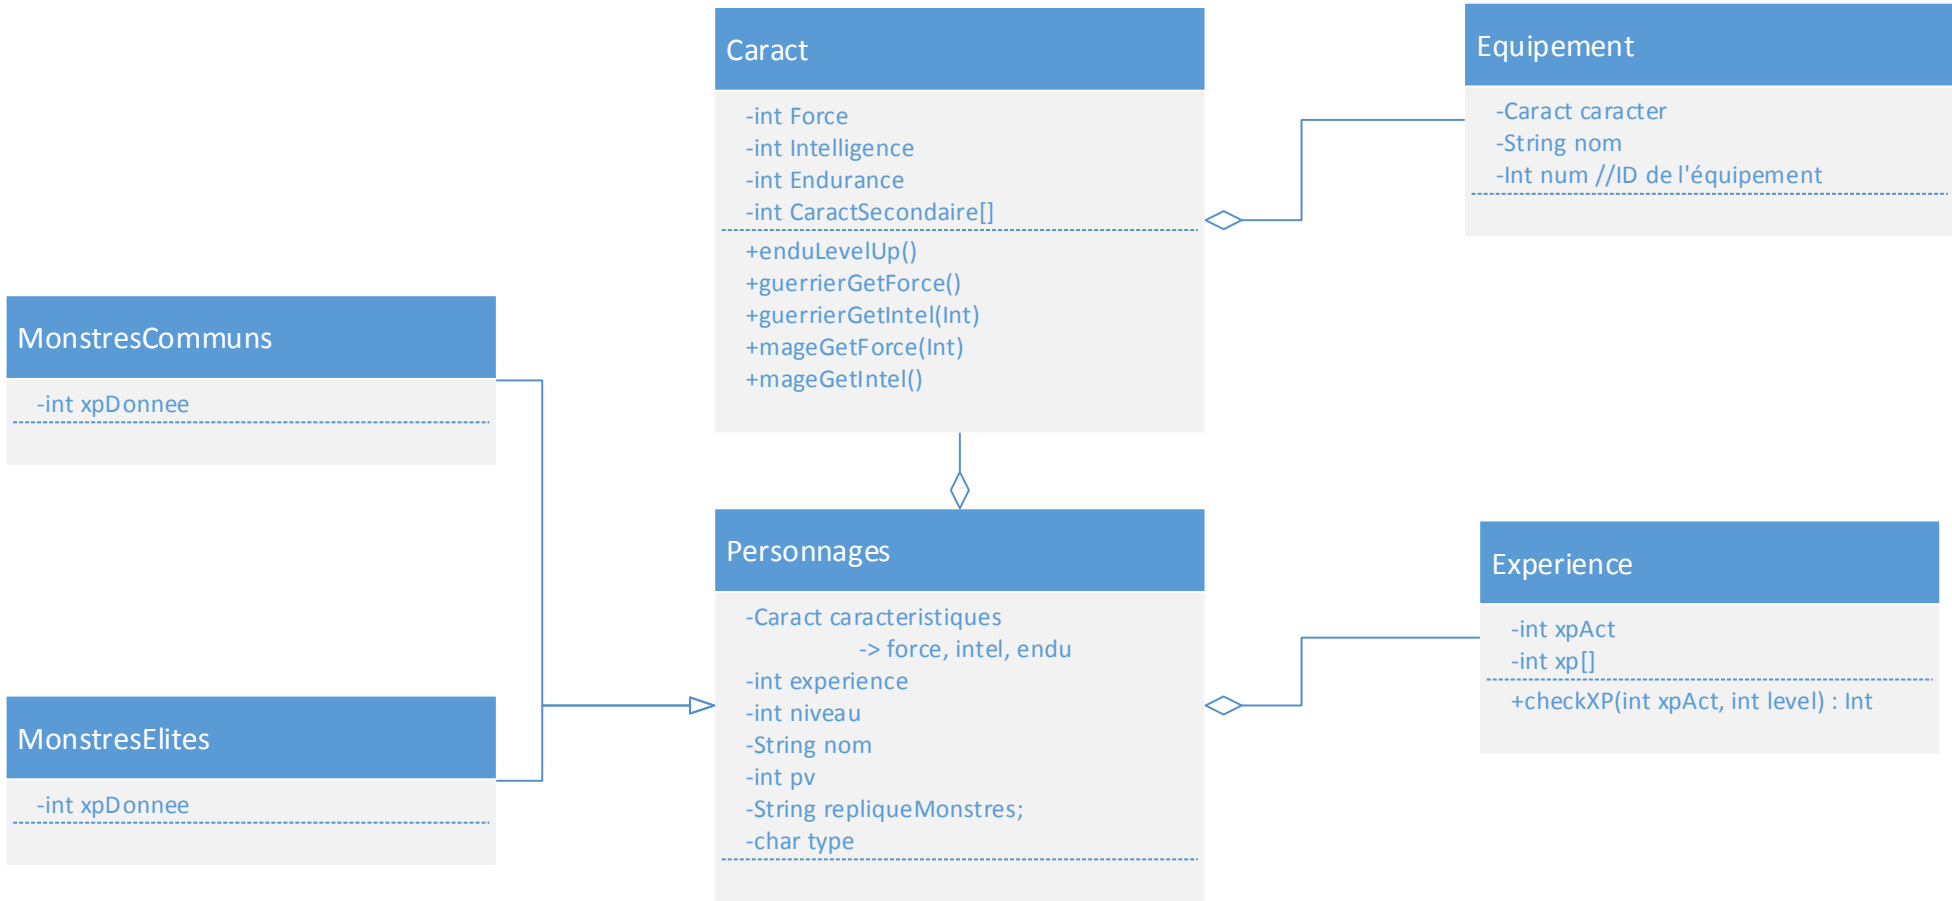 Caract
-int Force
-int Intelligence
-int Endurance
-int CaractSecondaire[]
+enduLevelUp()
+guerrierGetForce()
+guerrierGetIntel(Int)
+mageGetForce(Int)
+mageGetIntel()
Equipement
-Caract caracter
-String nom
-Int num //ID de l'équipement
MonstresCommuns
-int xpDonnee
MonstresElites
-int xpDonnee
Personnages
-Caract caracteristiques
-> force, intel, endu
-int experience
-int niveau
-String nom
-int pv
-String repliqueMonstres;
-char type
Experience
-int xpAct
-int xp[]
+checkXP(int xpAct, int level) : Int